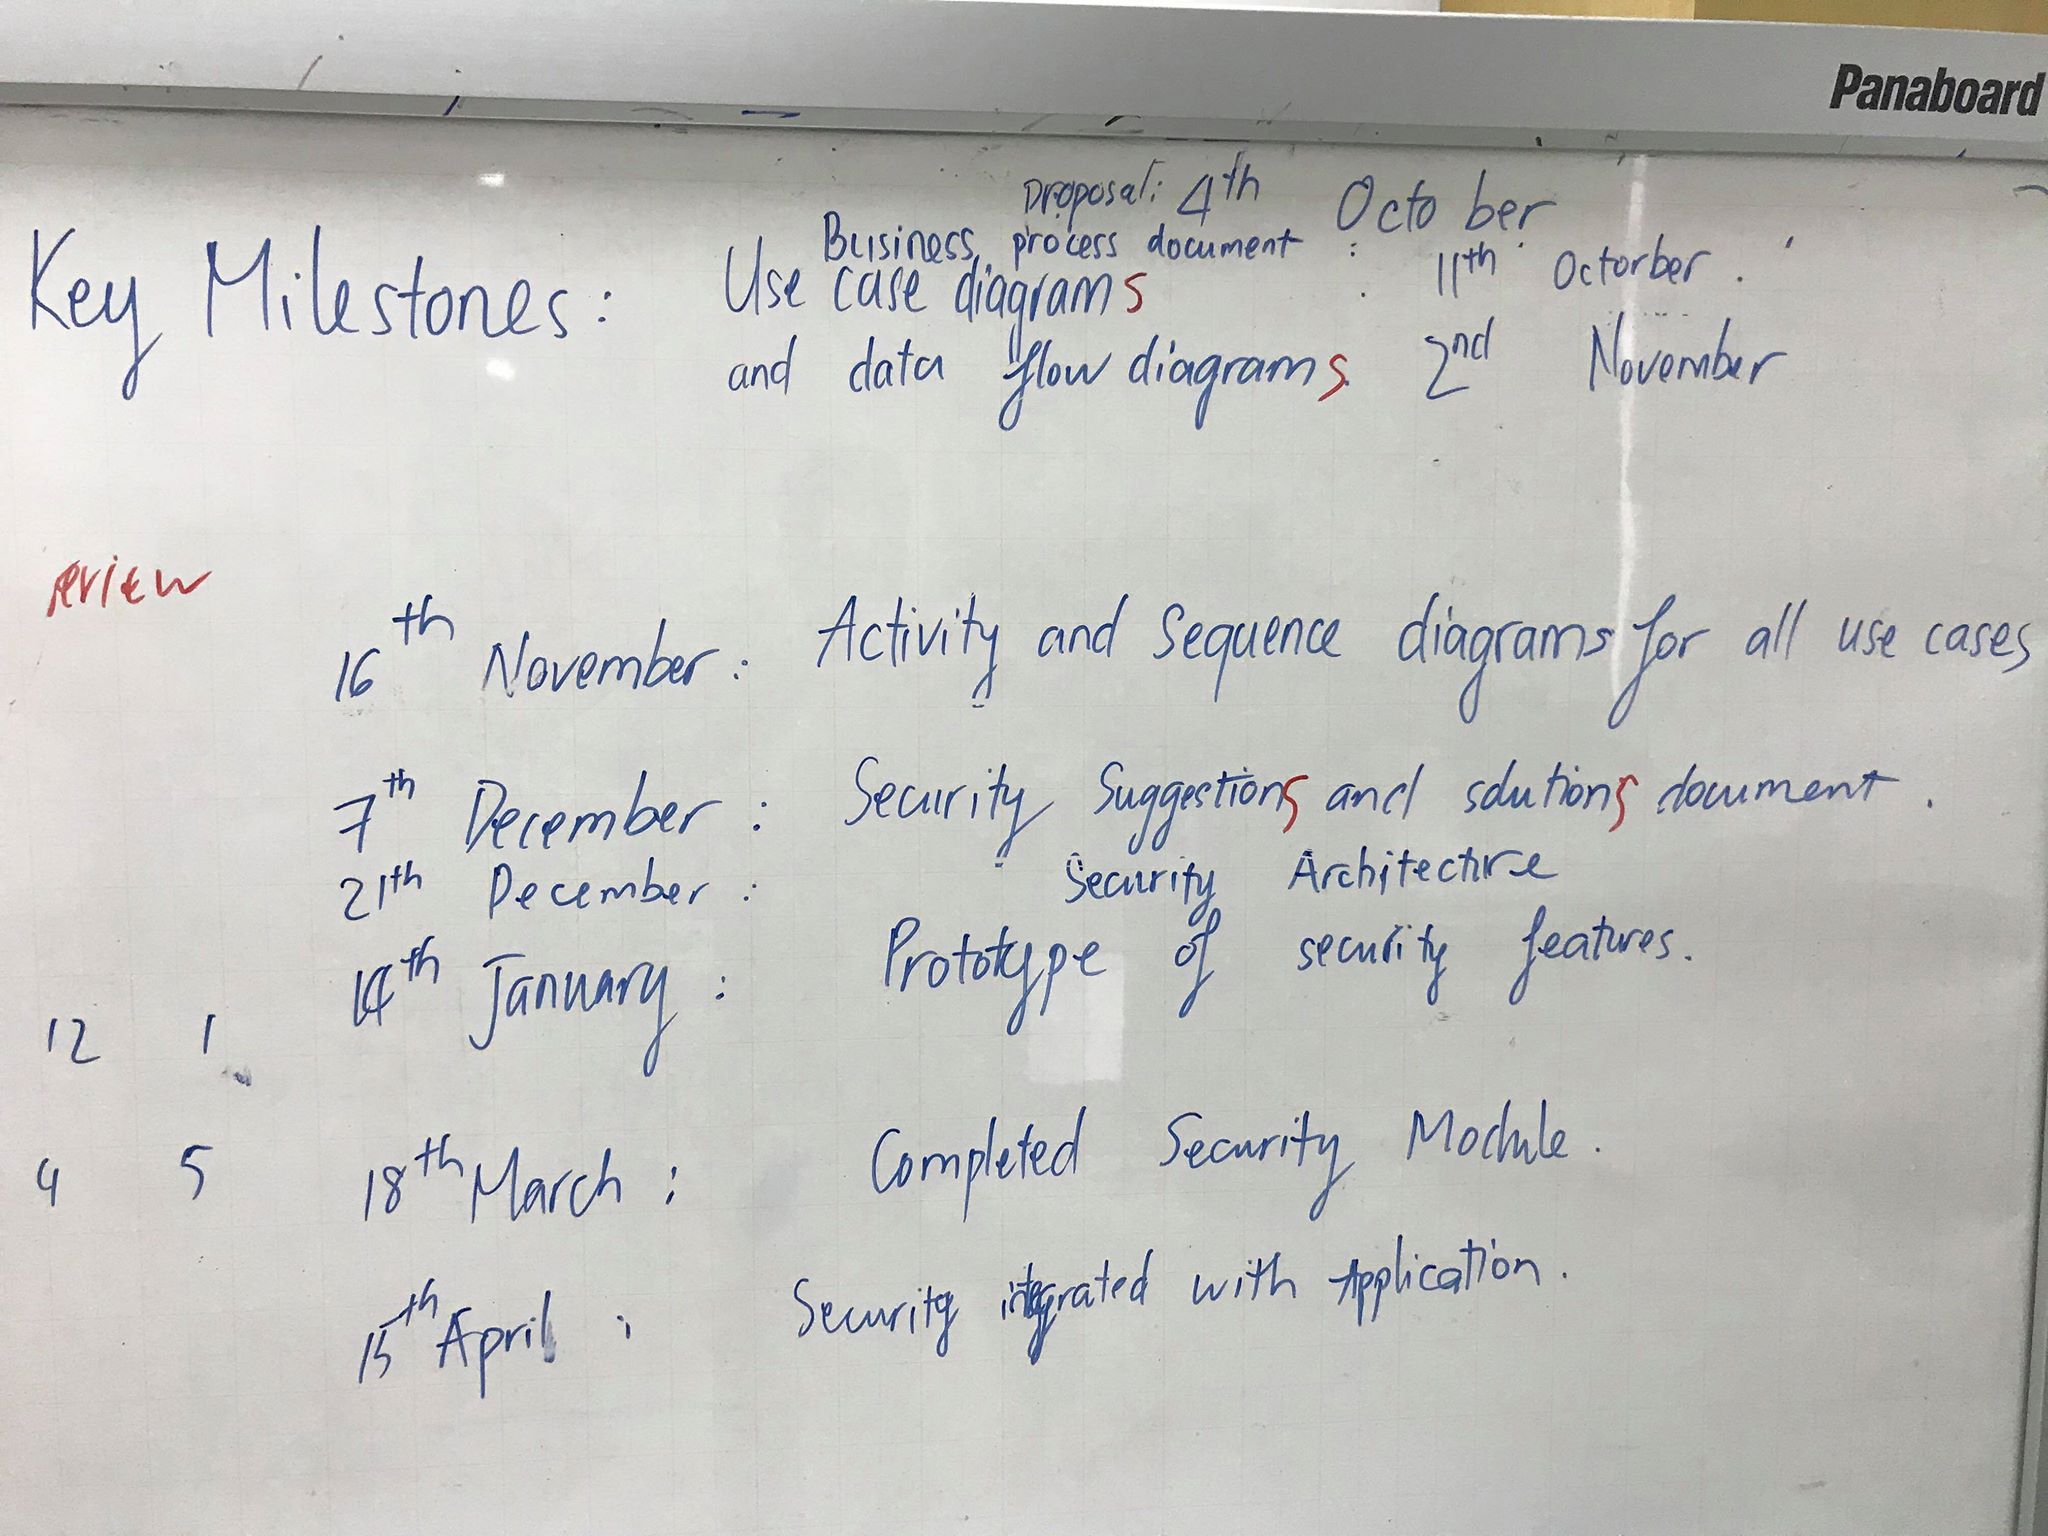 Panaboard
Proposal: 4th October
Business process document : 11th Octorber .
Key Milestones: Use case diagrams
and data flow diagrams. 2nd November
review
16th November: Activity and Sequence diagrams for all use cases
7th December: Security Suggestions and solutions document.
21th December: Security Architecture
14th January: Prototype of security features.
12 1
18th March: Completed Security Module.
4 5
15th April: Security integrated with Application.